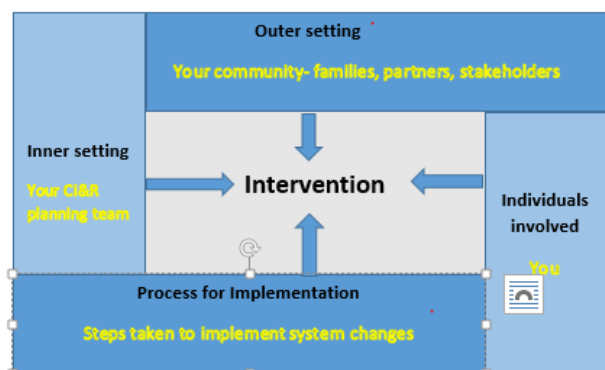 Outer setting
Your community- families, partners, stakeholders
Inner setting
Your CI&R
planning team
Intervention
Individuals
involved
You
Process for Implementation
Steps taken to implement system changes